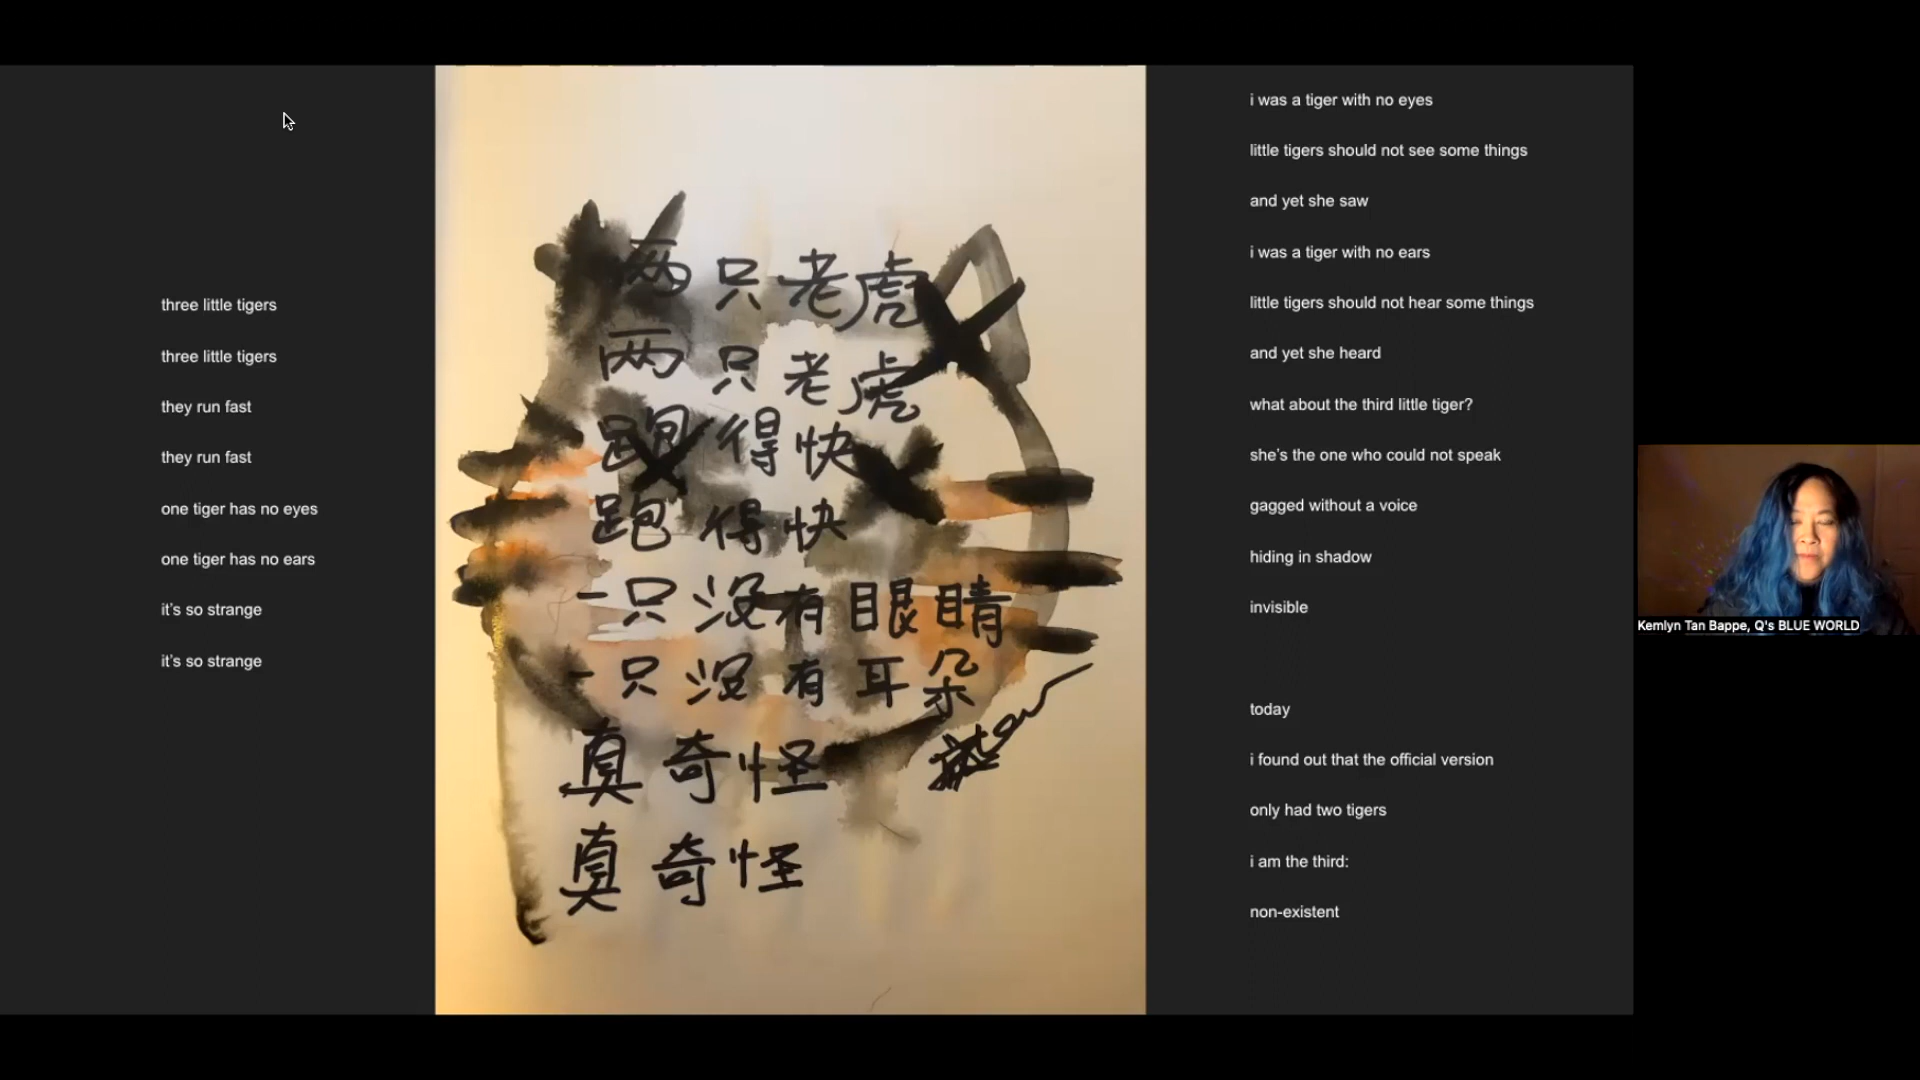 three little tigers
three little tigers
they run fast
they run fast
one tiger has no eyes
one tiger has no ears
it’s so strange
it’s so strange
两只老虎
两只老虎
跑得快
跑得快
一只没有眼睛
一只没有耳朵
真奇怪
真奇怪
i was a tiger with no eyes
little tigers should not see some things
and yet she saw
i was a tiger with no ears
little tigers should not hear some things
and yet she heard
what about the third little tiger?
she’s the one who could not speak
gagged without a voice
hiding in shadow
invisible
today
i found out that the official version
only had two tigers
i am the third:
non-existent
Kemlyn Tan Bappe, Q's BLUE WORLD